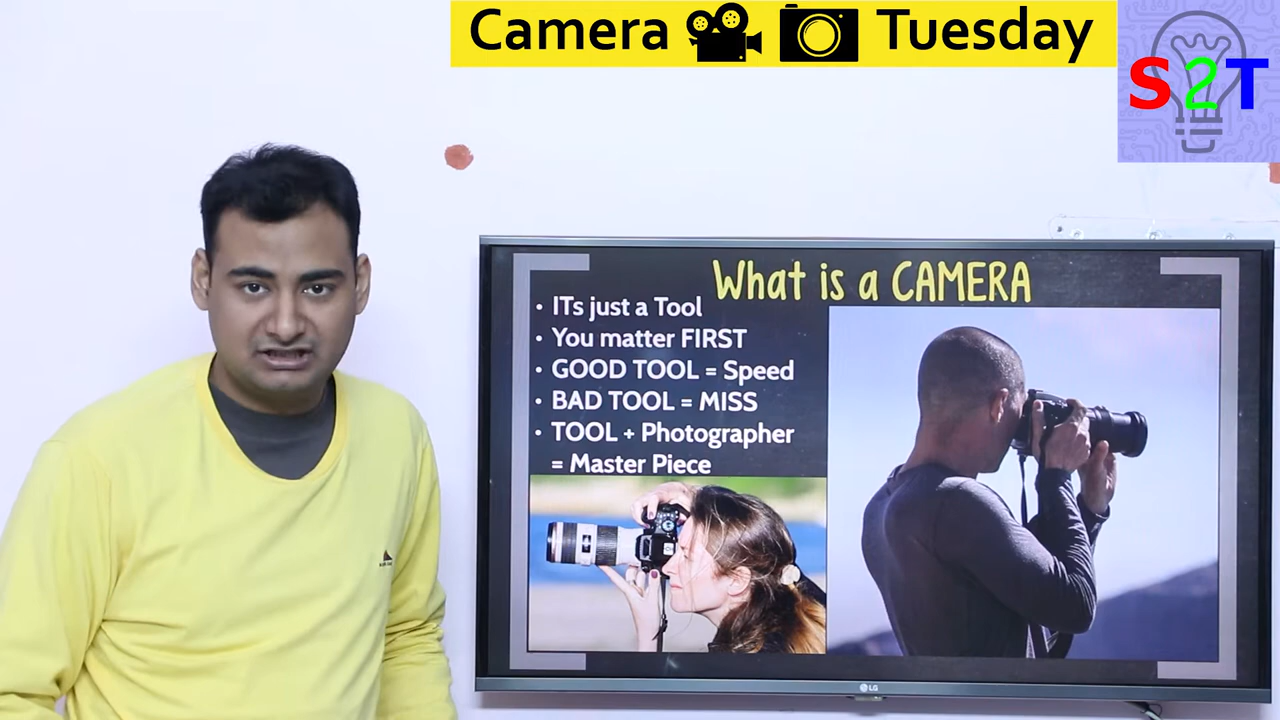 Camera Tuesday
S2T
What is a CAMERA
• ITs just a Tool
• You matter FIRST
• GOOD TOOL = Speed
• BAD TOOL = MISS
• TOOL + Photographer
= Master Piece
LG